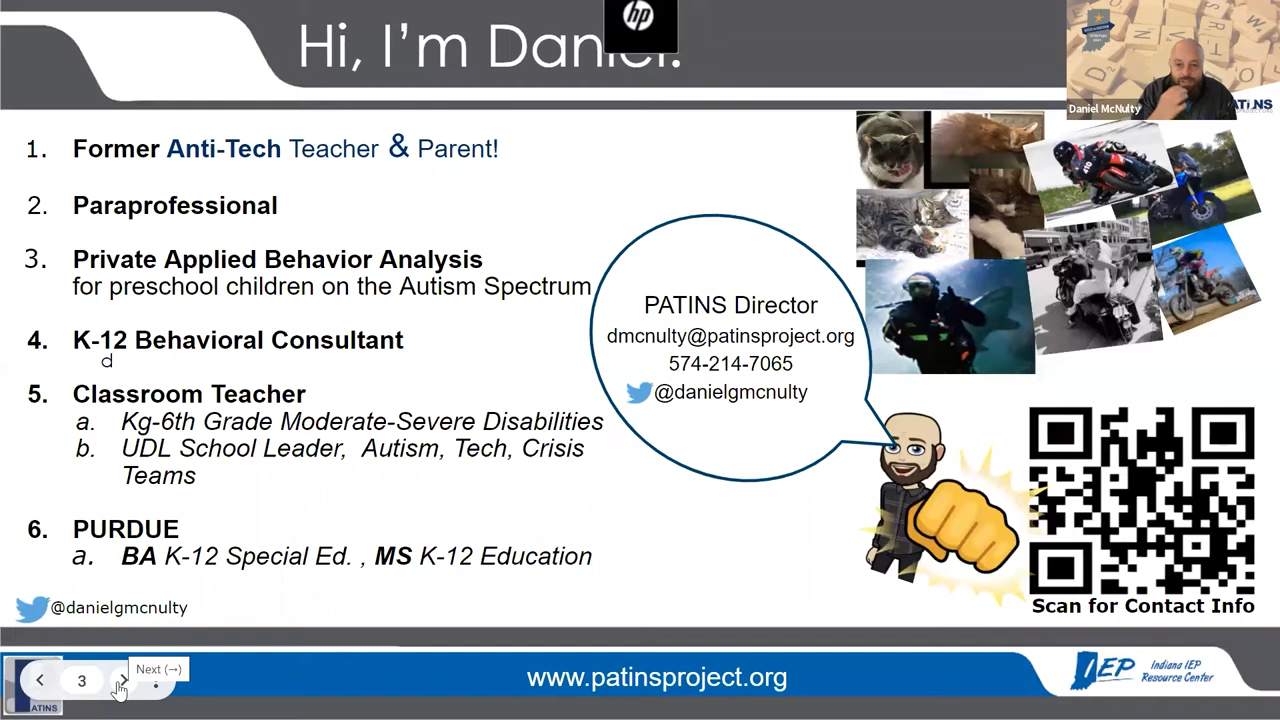 Hi, I'm Daniel.
hp
Daniel McNulty
1. Former Anti-Tech Teacher & Parent!
2. Paraprofessional
3. Private Applied Behavior Analysis
for preschool children on the Autism Spectrum
4. K-12 Behavioral Consultant
d
5. Classroom Teacher
a. Kg-6th Grade Moderate-Severe Disabilities
b. UDL School Leader, Autism, Tech, Crisis
Teams
6. PURDUE
a. BA K-12 Special Ed. , MS K-12 Education
@danielgmcnulty
PATINS Director
dmcnulty@patinsproject.org
574-214-7065
@danielgmcnulty
410
Scan for Contact Info
3
Next (→)
ATINS
www.patinsproject.org
IEP Indiana IEP
Resource Center